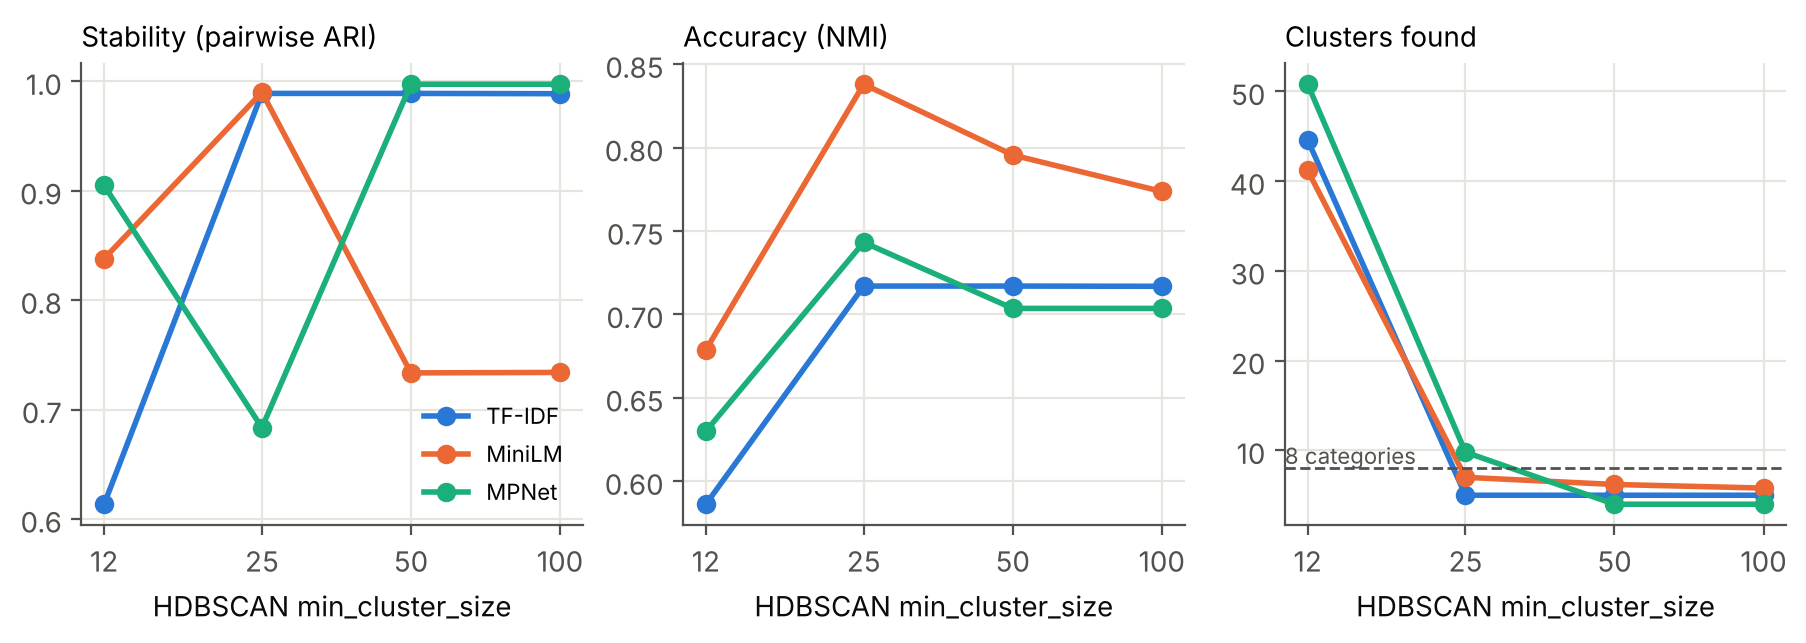 Stability (pairwise ARI)
1.0
0.9
0.8
0.7
0.6
TF-IDF
MiniLM
MPNet
12 25 50 100
HDBSCAN min_cluster_size
Accuracy (NMI)
0.85
0.80
0.75
0.70
0.65
0.60
12 25 50 100
HDBSCAN min_cluster_size
Clusters found
50
40
30
20
10
8 categories
12 25 50 100
HDBSCAN min_cluster_size